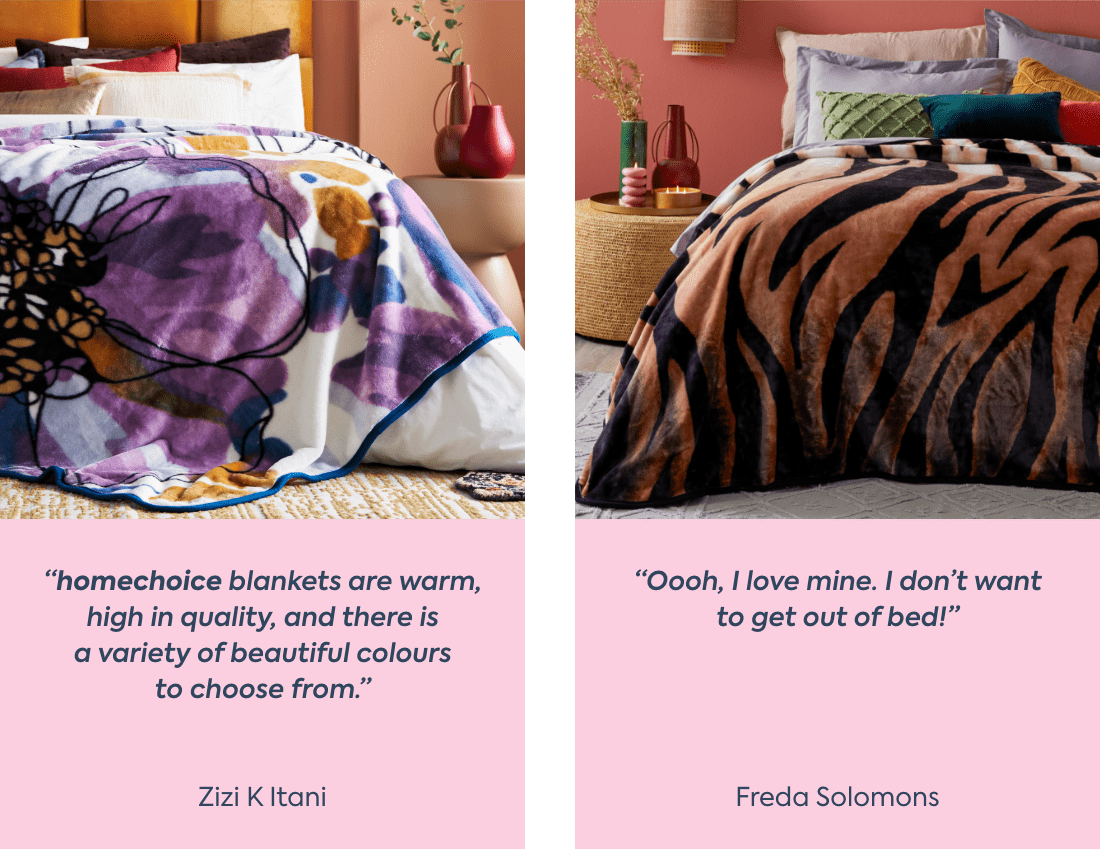 “homechoice blankets are warm,
high in quality, and there is
a variety of beautiful colours
to choose from.”
Zizi K Itani
“Oooh, I love mine. I don’t want
to get out of bed!”
Freda Solomons